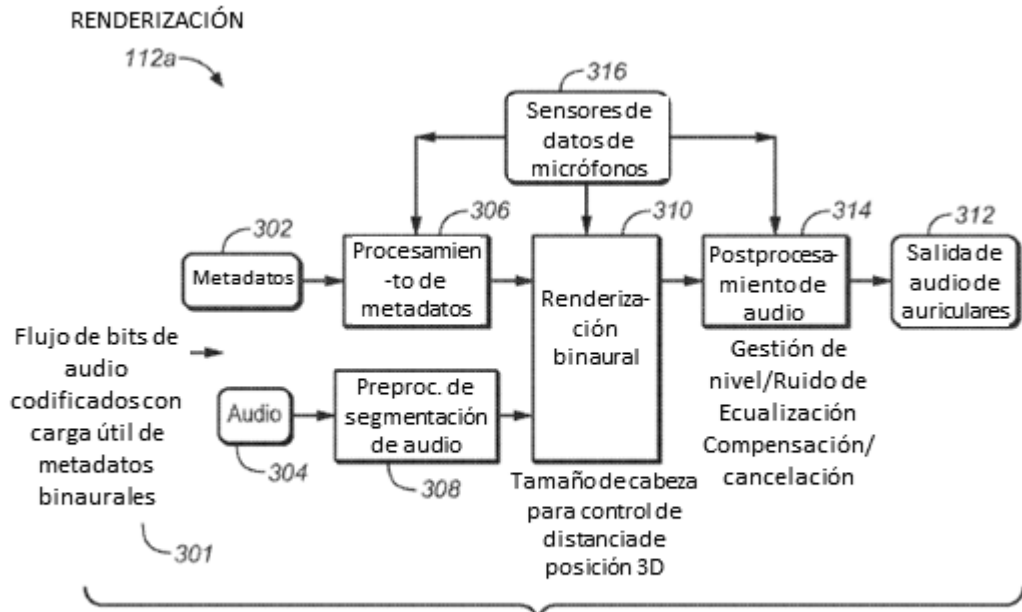 RENDERIZACIÓN
112a
316
Sensores de
datos de
micrófonos
302
Metadatos
306
Procesamien
-to de
metadatos
310
Renderiza-
ción
binaural
314
Postprocesa-
miento de
audio
312
Salida de
audio de
auriculares
Flujo de bits de
audio
codificados con
carga útil de
metadatos
binaurales
301
Audio
304
Preproc. de
segmentación
de audio
308
Tamaño de cabeza
para control de
distancia de
posición 3D
Gestión de
nivel/Ruido de
Ecualización
Compensación/
cancelación